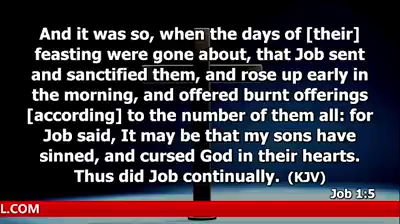 And it was so, when the days of [their]
feasting were gone about, that Job sent
and sanctified them, and rose up early in
the morning, and offered burnt offerings
[according] to the number of them all: for
Job said, It may be that my sons have
sinned, and cursed God in their hearts.
Thus did Job continually. (KJV)
Job 1:5
L.COM